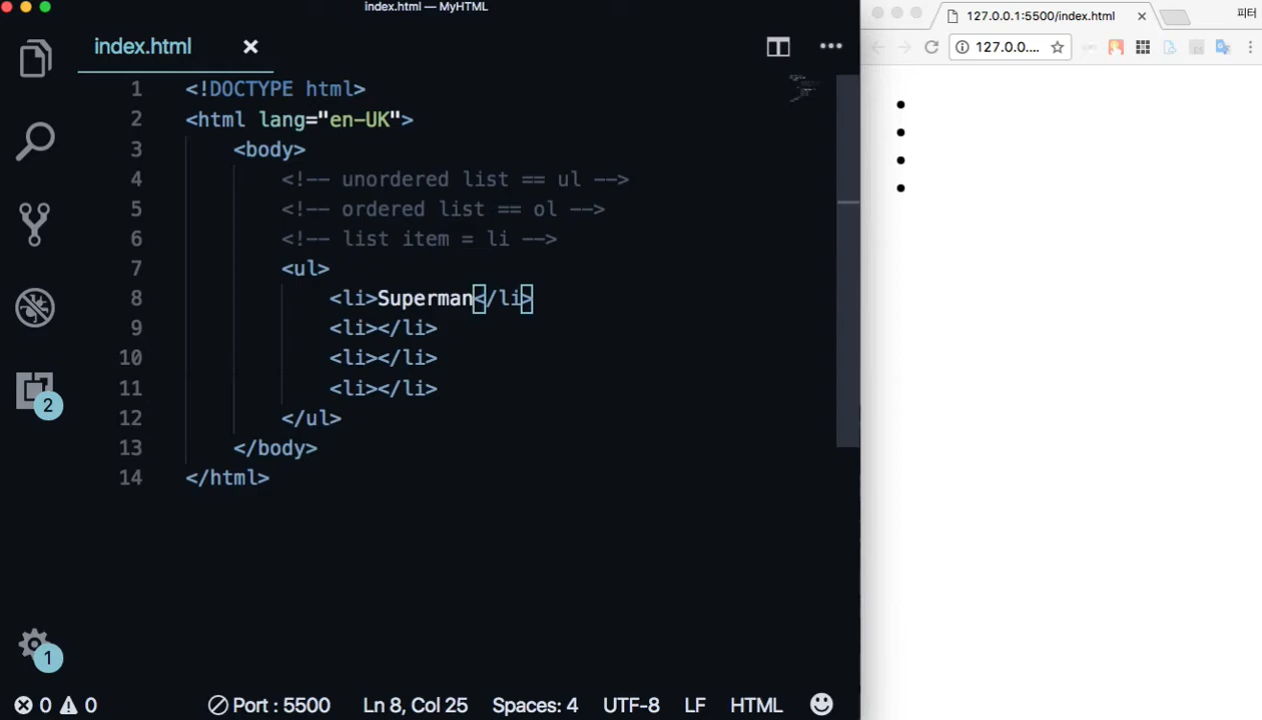 index.html — MyHTML
index.html
1 <!DOCTYPE html>
2 <html lang="en-UK">
3 <body>
4 <!-- unordered list == ul -->
5 <!-- ordered list == ol -->
6 <!-- list item = li -->
7 <ul>
8 <li>Superman</li>
9 <li></li>
10 <li></li>
11 <li></li>
12 </ul>
13 </body>
14 </html>
2
1
0 0 Port : 5500 Ln 8, Col 25 Spaces: 4 UTF-8 LF HTML
127.0.0.1:5500/index.html 피터
127.0.0....